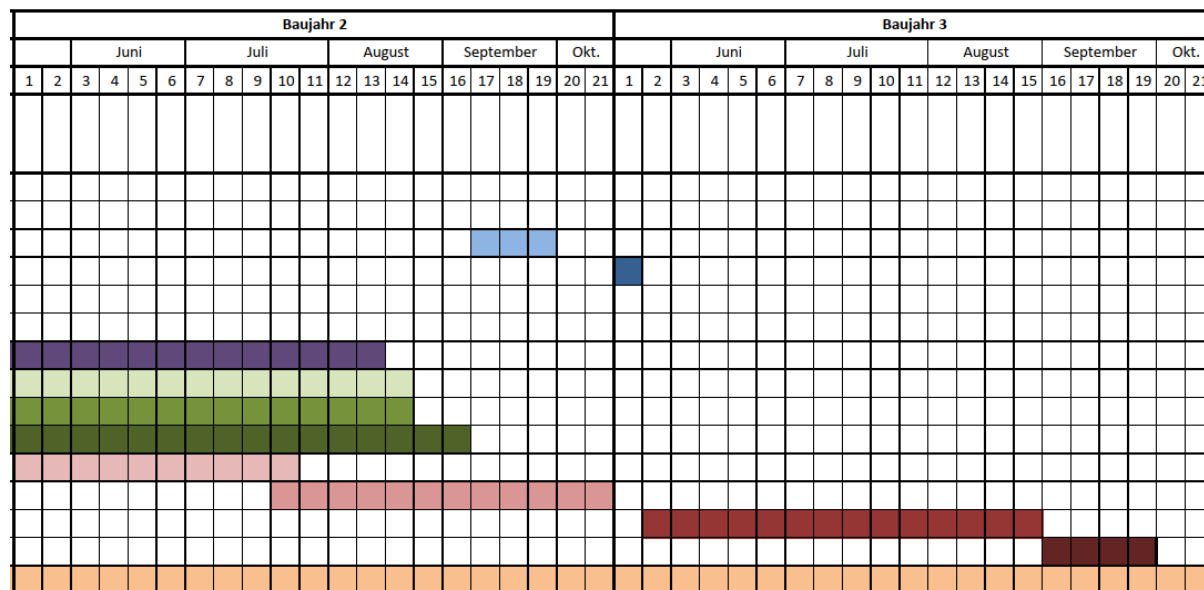 Baujahr 2 Baujahr 3
Juni Juli August September Okt. Juni Juli August September Okt.
1 2 3 4 5 6 7 8 9 10 11 12 13 14 15 16 17 18 19 20 21 1 2 3 4 5 6 7 8 9 10 11 12 13 14 15 16 17 18 19 20 21